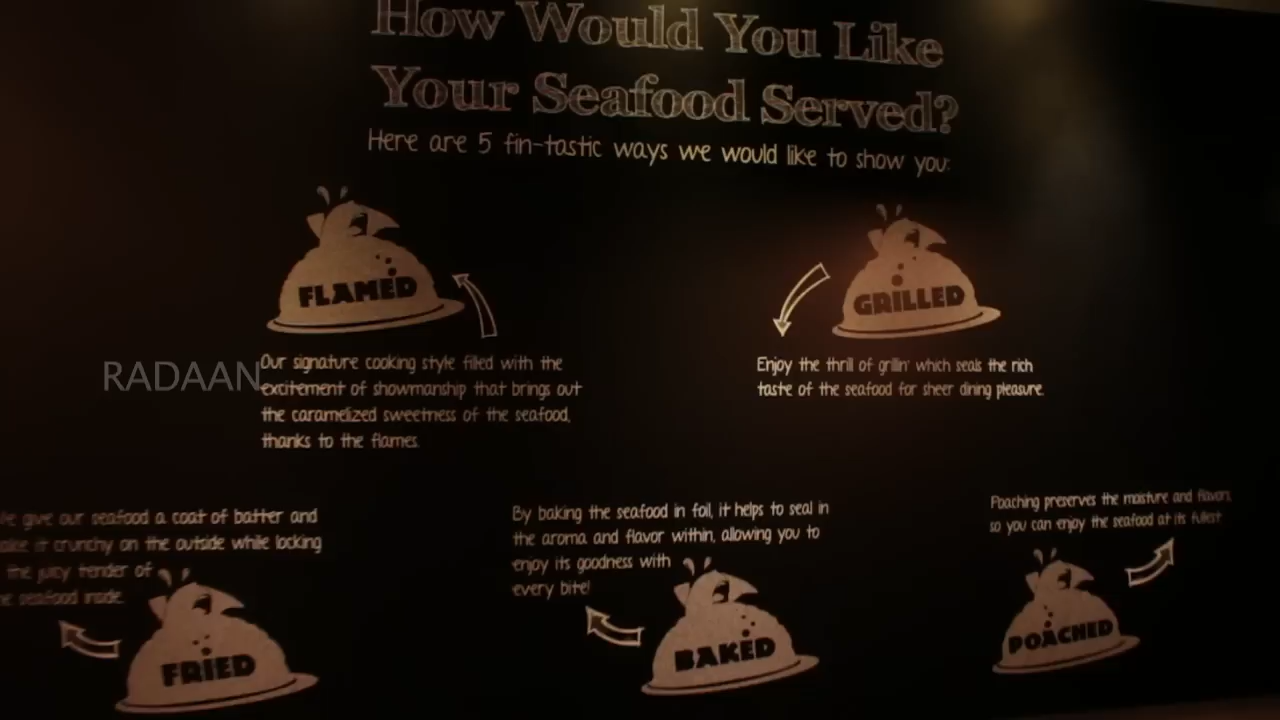 How Would You Like
Your Seafood Served?
Here are 5 fin-tastic ways we would like to show you:
FLAMED
Our signature cooking style filled with the
excitement of showmanship that brings out
the caramelized sweetness of the seafood,
thanks to the flames.
GRILLED
Enjoy the thrill of grillin' which seals the rich
taste of the seafood for sheer dining pleasure.
RADAAN
give our seafood a coat of batter and
it crunchy on the outside while locking
the juicy tender of
seafood inside.
FRIED
By baking the seafood in foil, it helps to seal in
the aroma and flavor within, allowing you to
enjoy its goodness with
every bite!
BAKED
Poaching preserves the moisture and flavors,
so you can enjoy the seafood at its fullest.
POACHED